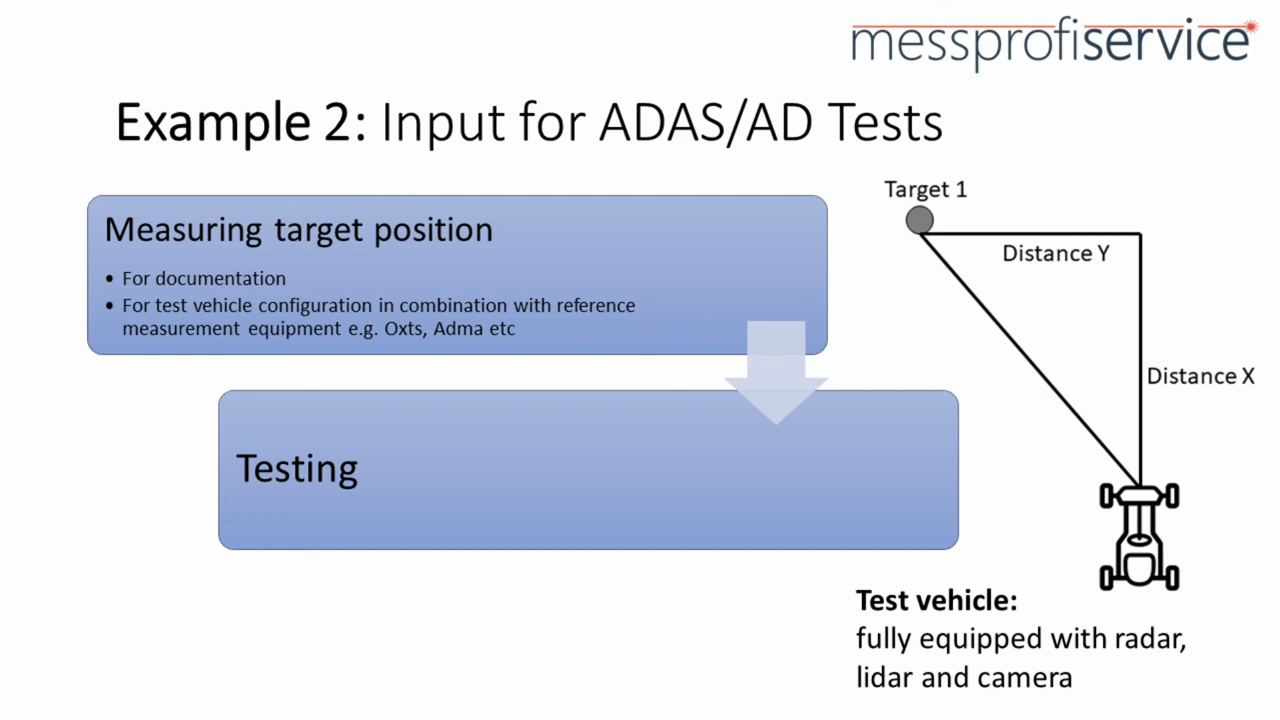 messprofiservice
Example 2: Input for ADAS/AD Tests
Measuring target position
• For documentation
• For test vehicle configuration in combination with reference
measurement equipment e.g. Oxts, Adma etc
Testing
Target 1
Distance Y
Distance X
Test vehicle:
fully equipped with radar,
lidar and camera